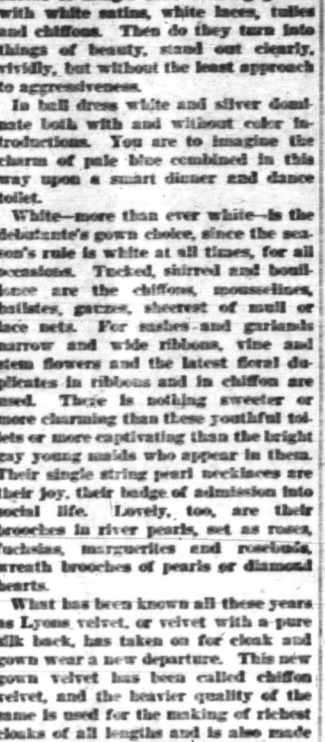 with white satins, white laces, tulles
and chiffons. Then do they turn into
things of beauty, stand out clearly,
vividly, but without the least approach
to aggressiveness.
In ball dress white and silver domi-
nate both with and without color in-
troductions. You are to imagine the
charm of pale blue combined in this
way upon a smart dinner and dance
toilet.
White—more than ever white—is the
debutante's gown choice, since the sea-
son's rule is white at all times, for all
occasions. Tucked, shirred and bouil-
lonee are the chiffons, mousselines,
batistes, gauzes, sheerest of mull or
lace nets. For sashes and garlands
narrow and wide ribbons, vine and
stem flowers and the latest floral du-
plicates in ribbons and in chiffon are
used. There is nothing sweeter or
more charming than these youthful toi-
lets or more captivating than the bright
gay young maids who appear in them.
Their single string pearl necklaces are
their joy, their badge of admission into
social life. Lovely, too, are their
brooches in river pearls, set as roses,
fuchsias, marguerites and rosebuds,
wreath brooches of pearls or diamond
hearts.
What has been known all these years
as Lyons velvet, or velvet with a pure
silk back, has taken on for cloak and
gown wear a new departure. This new
gown velvet has been called chiffon
velvet, and the heavier quality of the
same is used for the making of richest
cloaks of all lengths and is also made